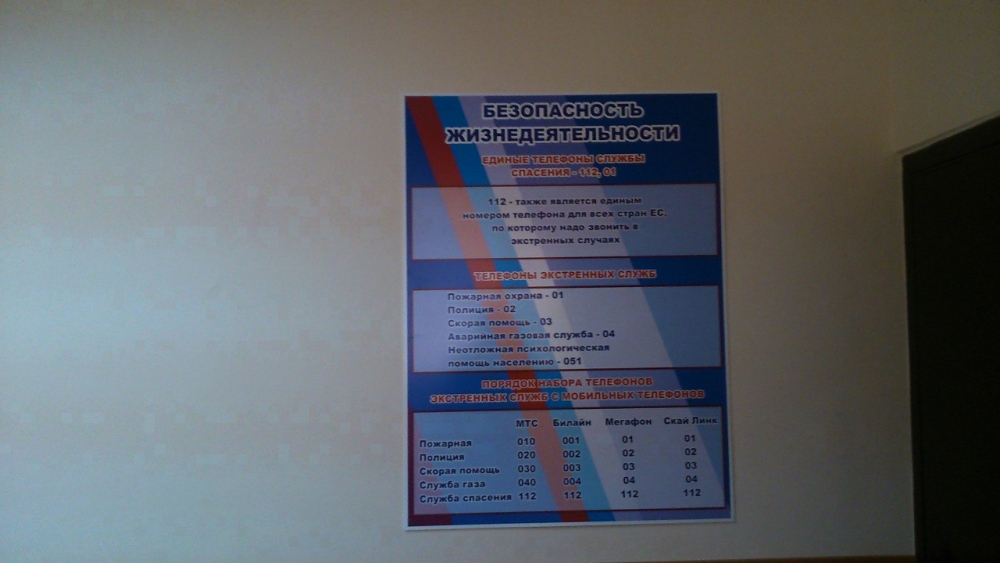 БЕЗОПАСНОСТЬ
ЖИЗНЕДЕЯТЕЛЬНОСТИ
ЕДИНЫЕ ТЕЛЕФОНЫ СЛУЖБЫ
СПАСЕНИЯ - 112, 01
112 - также является единым
номером телефона для всех стран ЕС,
по которому надо звонить в
экстренных случаях
ТЕЛЕФОНЫ ЭКСТРЕННЫХ СЛУЖБ
Пожарная охрана - 01
Полиция - 02
Скорая помощь - 03
Аварийная газовая служба - 04
Неотложная психологическая
помощь населению - 051
ПОРЯДОК НАБОРА ТЕЛЕФОНОВ
ЭКСТРЕННЫХ СЛУЖБ С МОБИЛЬНЫХ ТЕЛЕФОНОВ
МТС Билайн Мегафон Скай Линк
Пожарная 010 001 01 01
Полиция 020 002 02 02
Скорая помощь 030 003 03 03
Служба газа 040 004 04 04
Служба спасения 112 112 112 112